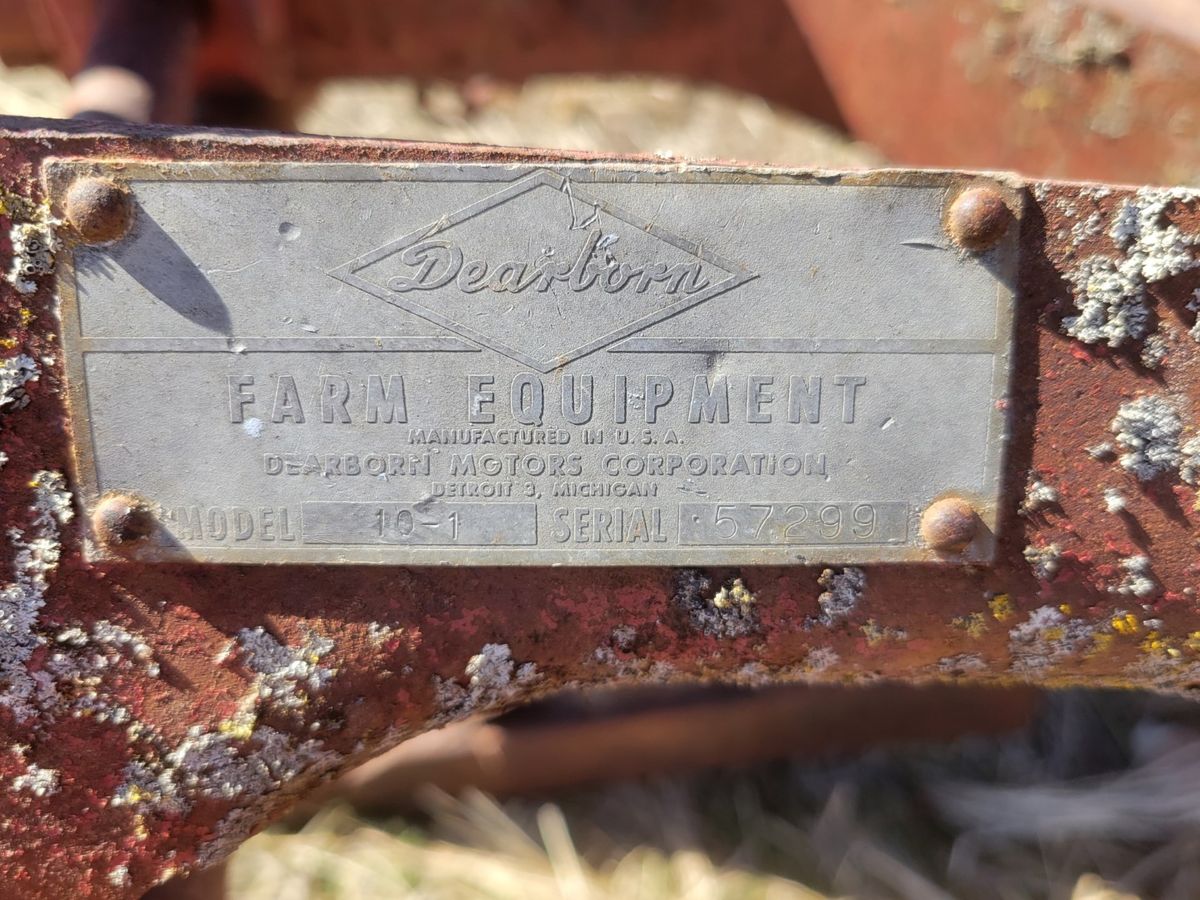 Dearborn
FARM EQUIPMENT
MANUFACTURED IN U.S.A.
DEARBORN MOTORS CORPORATION
DETROIT 3, MICHIGAN
MODEL 10-1 SERIAL 57299